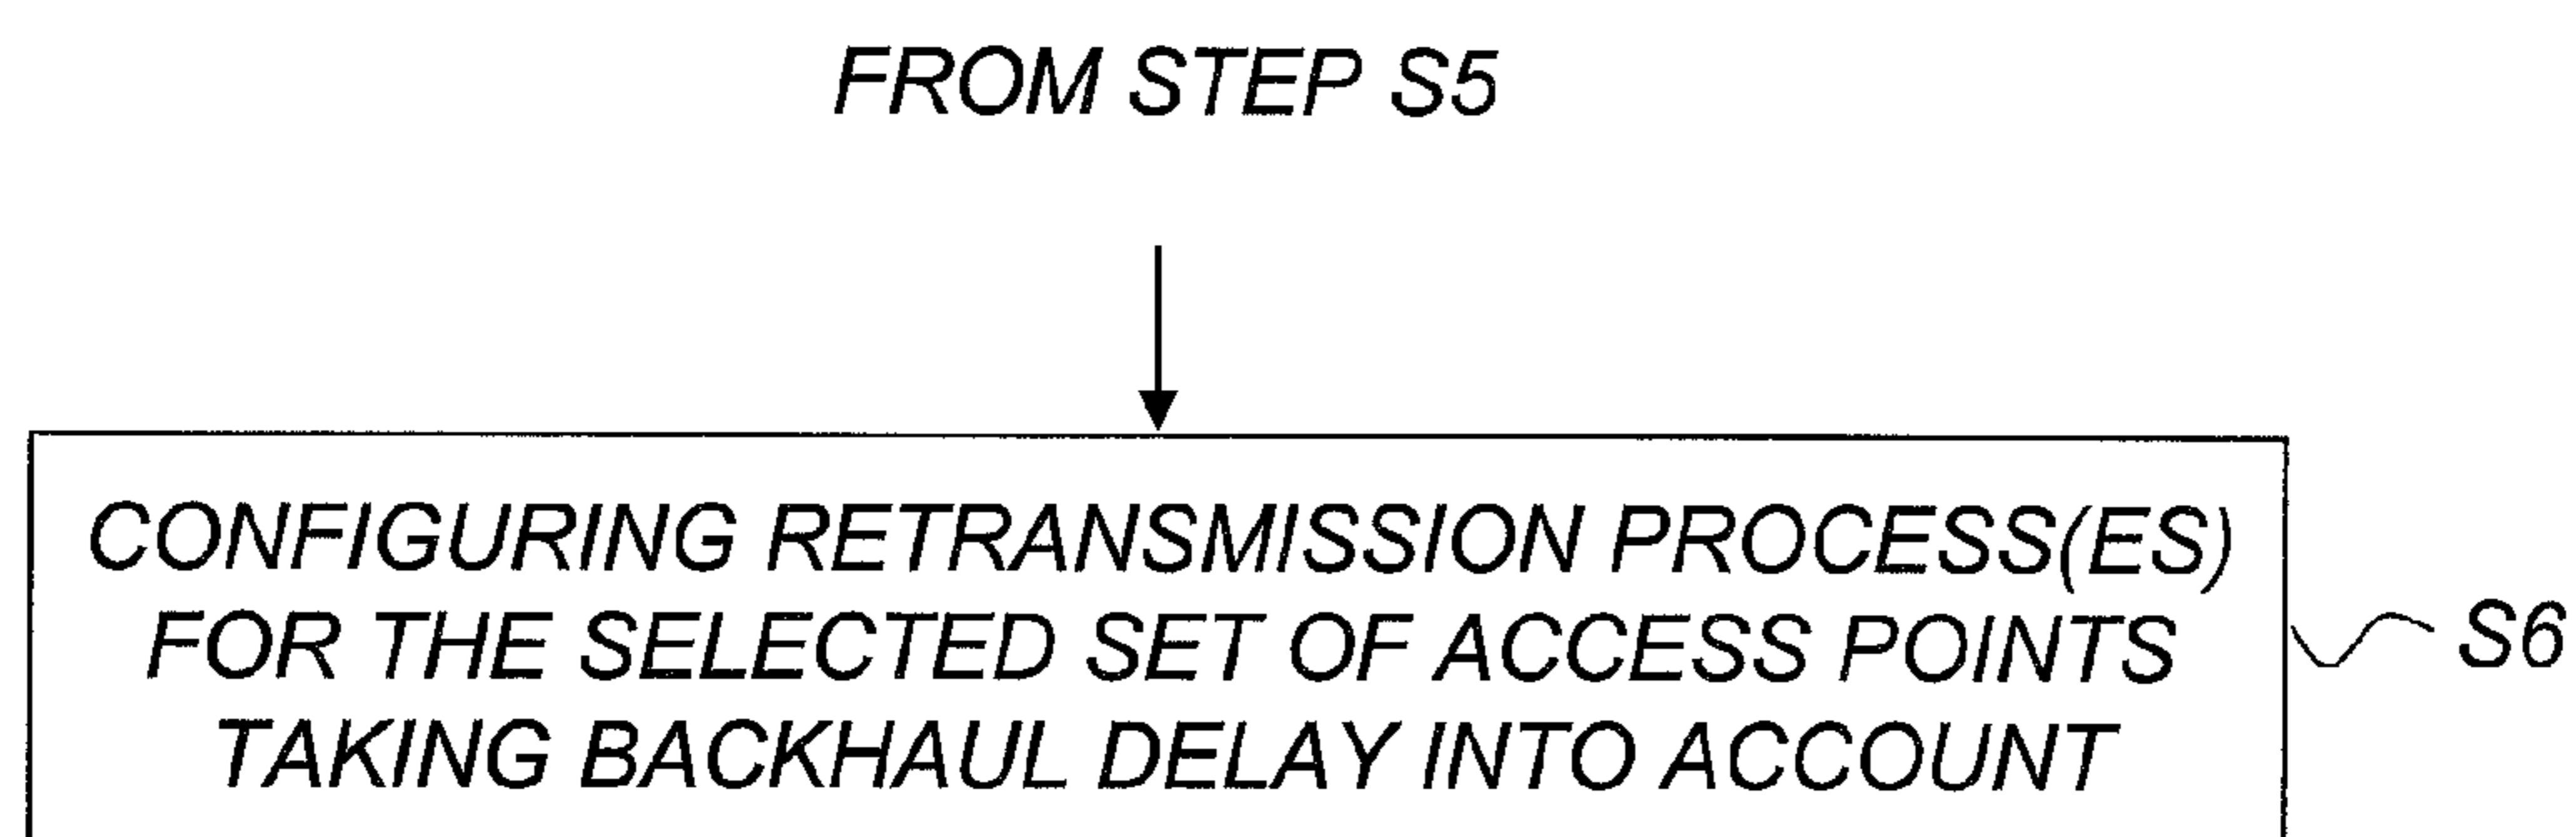 FROM STEP S5
CONFIGURING RETRANSMISSION PROCESS(ES)
FOR THE SELECTED SET OF ACCESS POINTS
TAKING BACKHAUL DELAY INTO ACCOUNT
S6